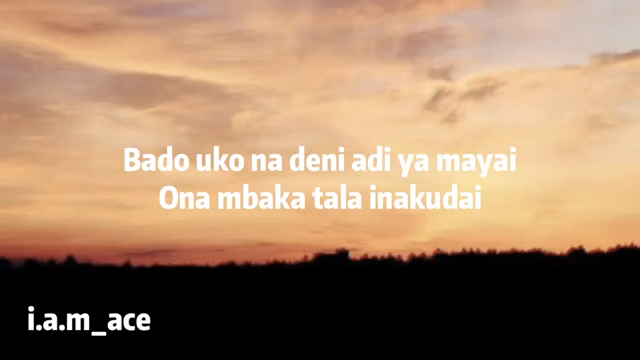 Bado uko na deni adi ya mayai
Ona mbaka tala inakudai
i.a.m_ace